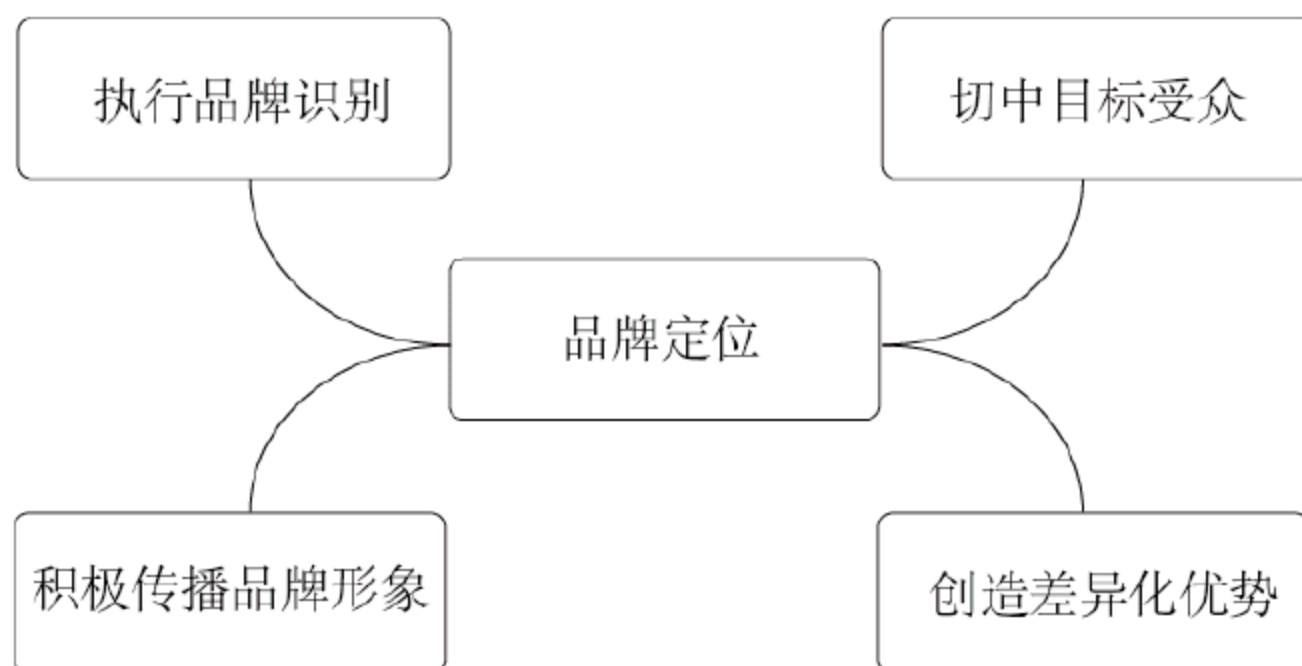 执行品牌识别
切中目标受众
品牌定位
积极传播品牌形象
创造差异化优势